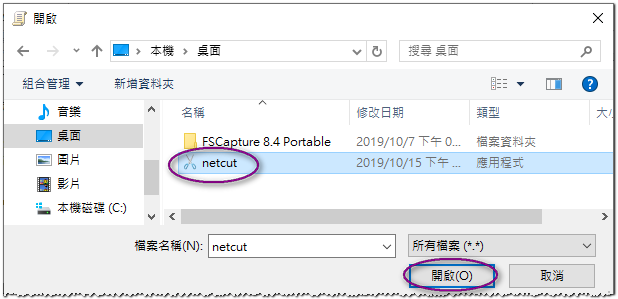 開啟
本機 > 桌面
搜尋 桌面
組合管理 新增資料夾
名稱 修改日期 類型 大小
音樂
桌面
圖片
影片
本機磁碟 (C:)
FSCapture 8.4 Portable 2019/10/7 下午 0... 檔案資料夾
netcut 2019/10/15 下午 ... 應用程式
檔案名稱(N): netcut 所有檔案 (*.*)
開啟(O) 取消